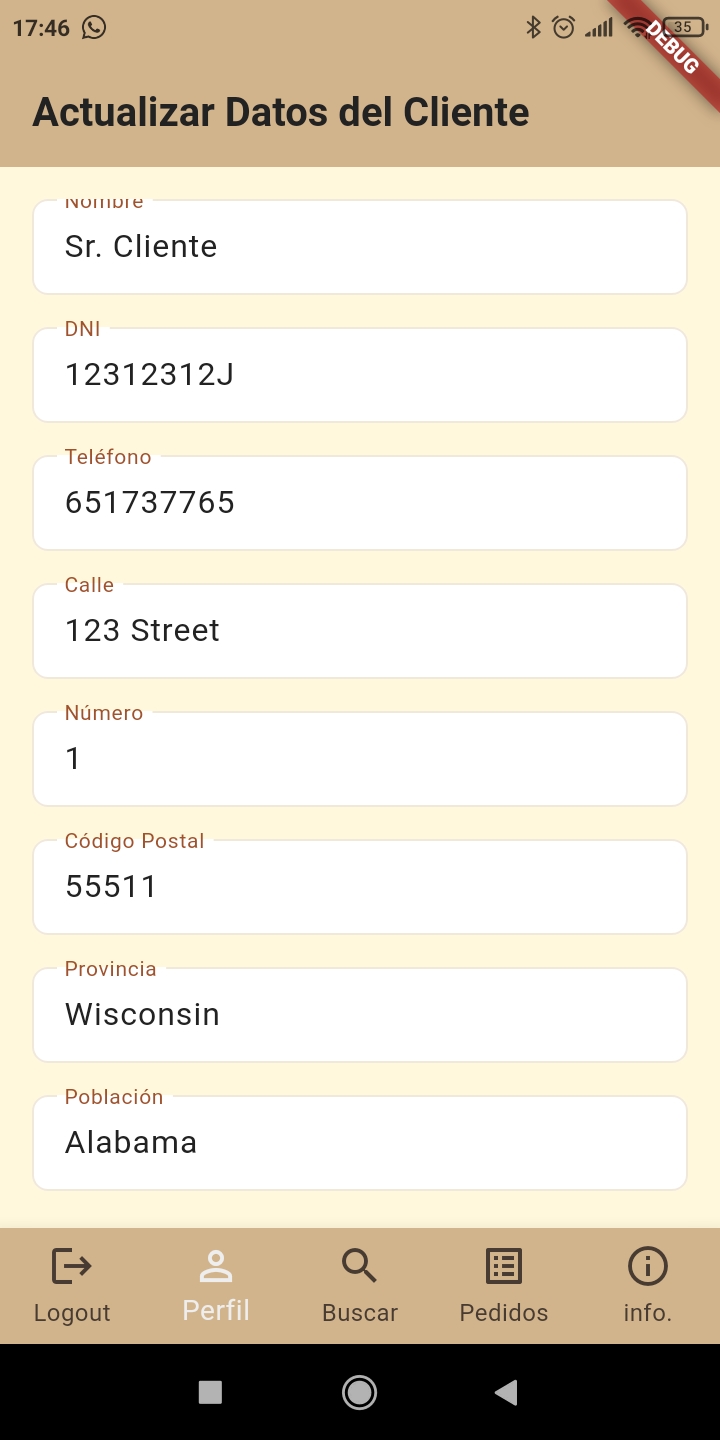 17:46
35
DEBUG
Actualizar Datos del Cliente
Nombre
Sr. Cliente
DNI
12312312J
Teléfono
651737765
Calle
123 Street
Número
1
Código Postal
55511
Provincia
Wisconsin
Población
Alabama
Logout Perfil Buscar Pedidos info.